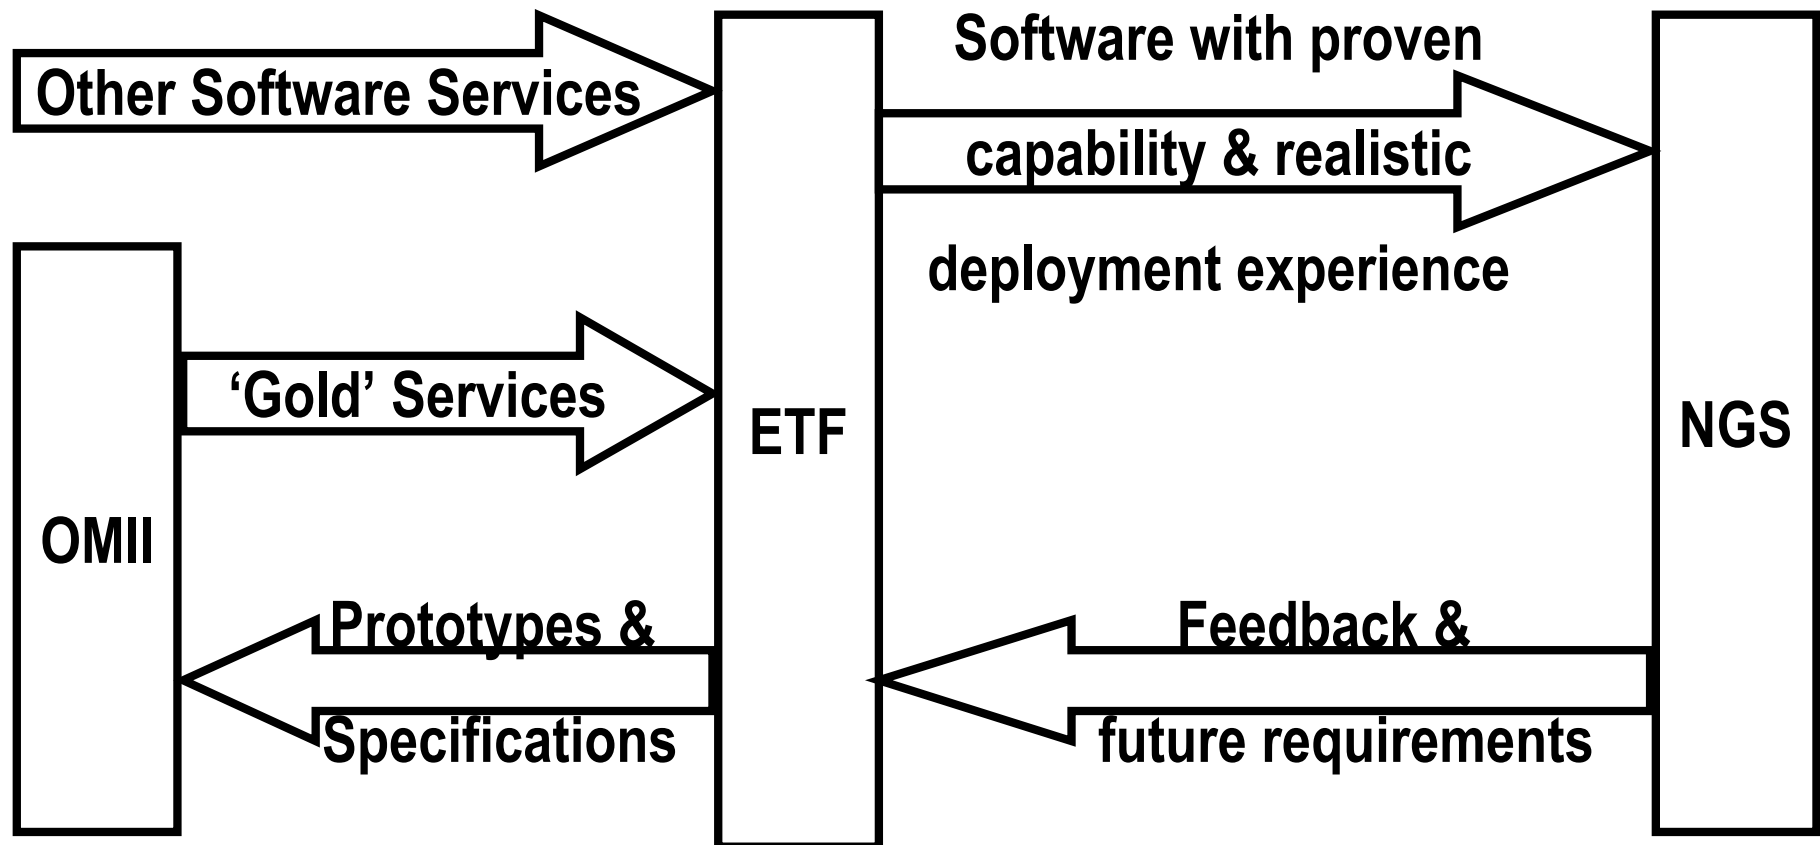 Other Software Services
Software with proven
capability & realistic
deployment experience
‘Gold’ Services
ETF
NGS
OMII
Prototypes &
Specifications
Feedback &
future requirements